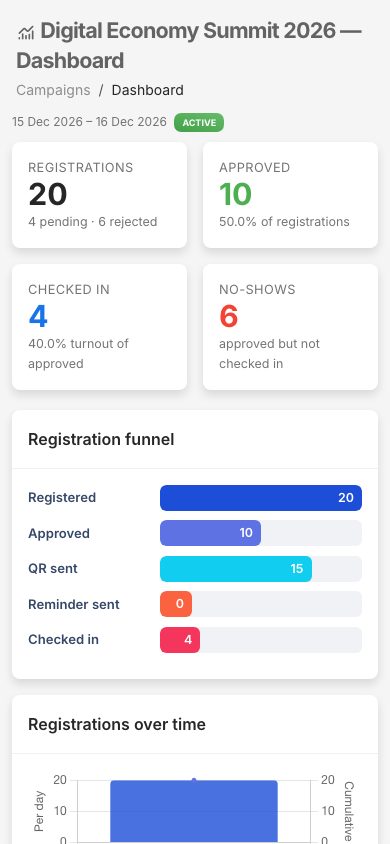 Digital Economy Summit 2026 —
Dashboard
Campaigns / Dashboard
15 Dec 2026 – 16 Dec 2026 ACTIVE
REGISTRATIONS
20
4 pending · 6 rejected
APPROVED
10
50.0% of registrations
CHECKED IN
4
40.0% turnout of
approved
NO-SHOWS
6
approved but not
checked in
Registration funnel
Registered 20
Approved 10
QR sent 15
Reminder sent 0
Checked in 4
Registrations over time
Per day
20
10
0
20
10
0
Cumulative